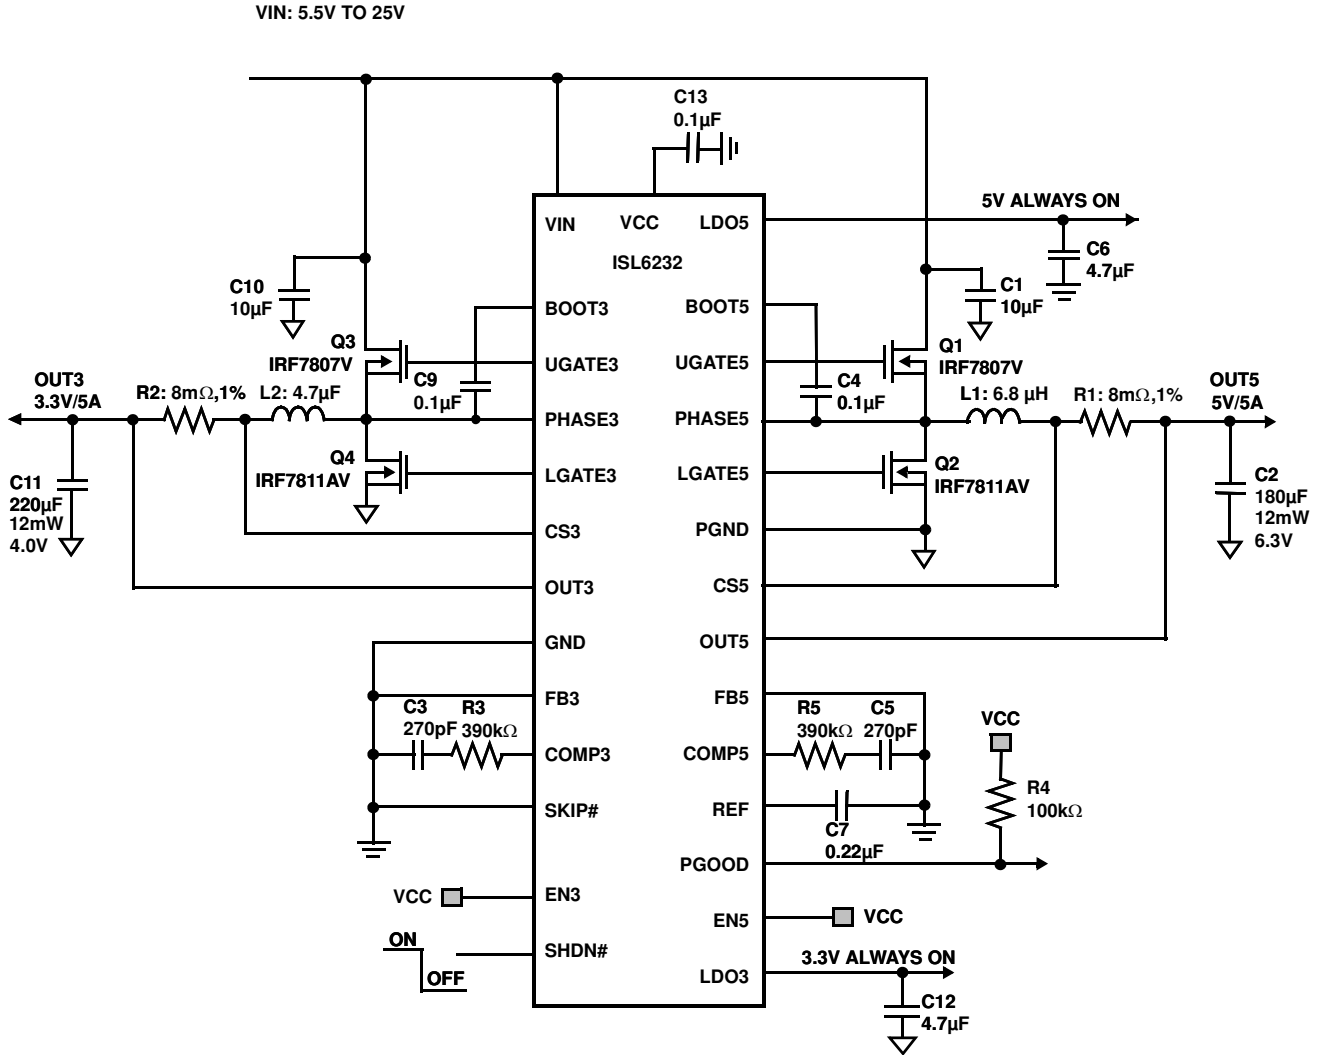 VIN: 5.5V TO 25V
C13
0.1µF
5V ALWAYS ON
VIN
VCC
LDO5
ISL6232
C6
4.7µF
C10
10µF
C1
10µF
BOOT3
BOOT5
Q3
IRF7807V
UGATE3
UGATE5
Q1
IRF7807V
C9
0.1µF
C4
0.1µF
OUT3
3.3V/5A
R2: 8mΩ,1%
L2: 4.7µF
PHASE3
PHASE5
L1: 6.8 µH
R1: 8mΩ,1%
OUT5
5V/5A
Q4
IRF7811AV
LGATE3
LGATE5
Q2
IRF7811AV
C11
220µF
12mW
4.0V
C2
180µF
12mW
6.3V
CS3
PGND
OUT3
CS5
GND
OUT5
FB3
FB5
C3
270pF
R3
390kΩ
COMP3
COMP5
R5
390kΩ
C5
270pF
VCC
R4
100kΩ
SKIP#
REF
C7
0.22µF
PGOOD
VCC
EN3
EN5
VCC
ON
OFF
SHDN#
3.3V ALWAYS ON
LDO3
C12
4.7µF